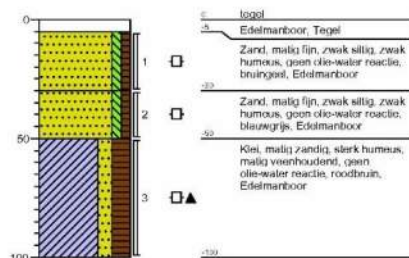 0
tegel
-5
Edelmanboor, Tegel
Zand, matig fijn, zwak siltig, zwak
humeus, geen olie-water reactie,
bruingeel, Edelmanboor
1
-30
Zand, matig fijn, zwak siltig, zwak
humeus, geen olie-water reactie,
blauwgrijs, Edelmanboor
2
50
-50
Klei, matig zandig, sterk humeus,
matig veenhoudend, geen
olie-water reactie, roodbruin,
Edelmanboor
3
100
-100